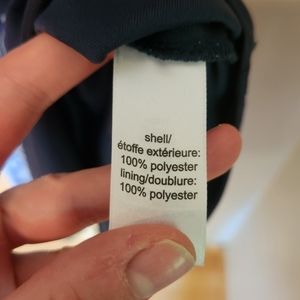 shell/
étoffe extérieure:
100% polyester
lining/doublure:
100% polyester